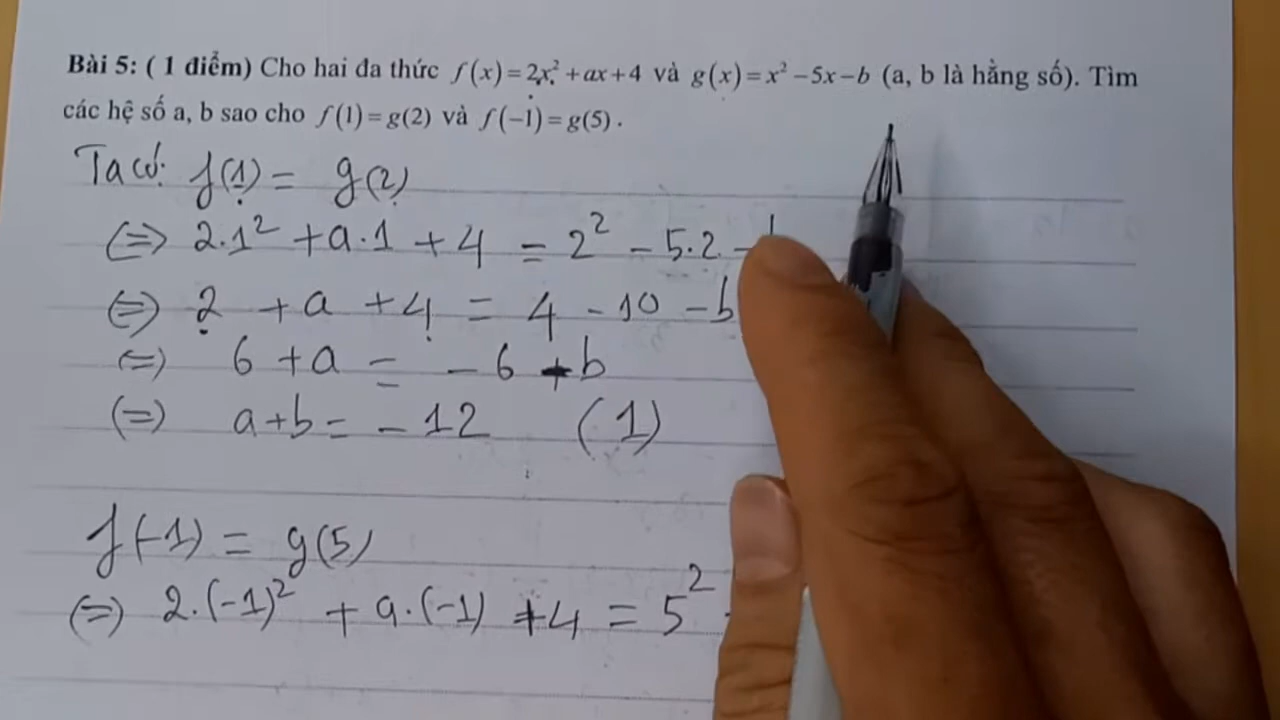 Bài 5: ( 1 điểm) Cho hai đa thức f(x)=2x²+ax+4 và g(x)=x²-5x-b (a, b là hằng số). Tìm
các hệ số a, b sao cho f(1)=g(2) và f(-1)=g(5).
Ta có: f(1) = g(2)
(=) 2.1² + a.1 + 4 = 2² - 5.2 -
(=) 2 + a + 4 = 4 - 10 - b
(=) 6 + a = - 6 - b
(=) a+b = - 12 (1)
f(-1) = g(5)
(=) 2.(-1)² + a.(-1) + 4 = 5²